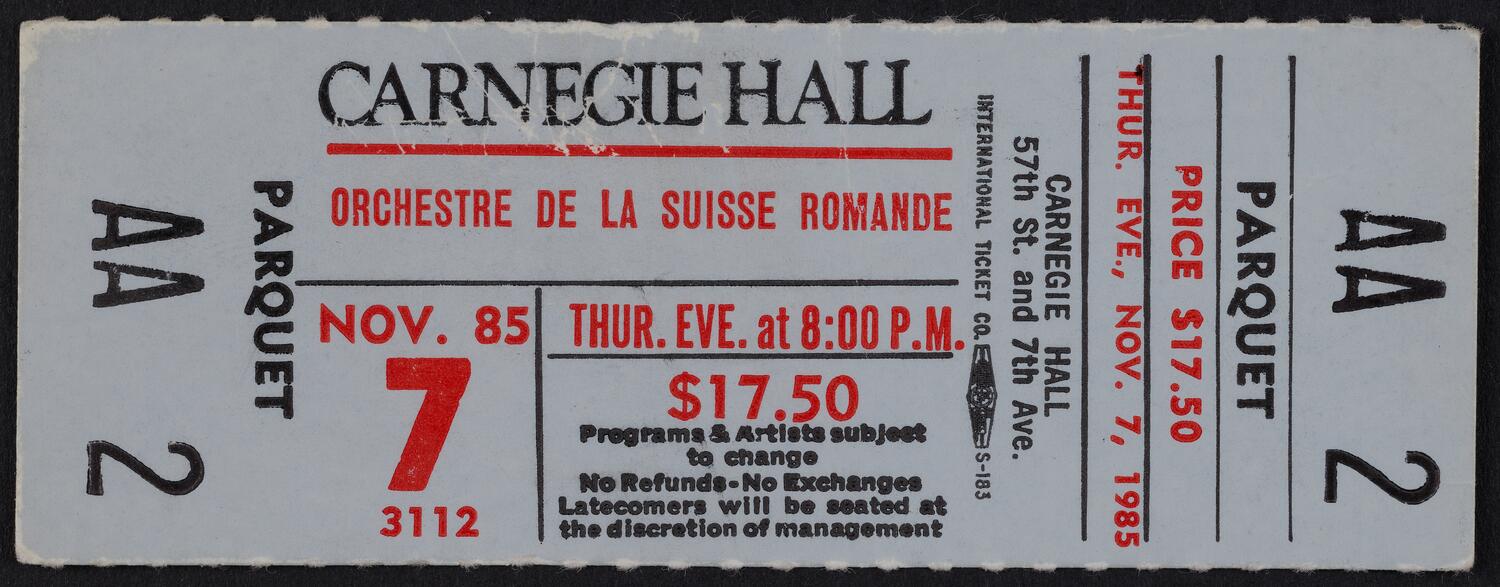 AA 2
PARQUET
CARNEGIE HALL
ORCHESTRE DE LA SUISSE ROMANDE
NOV. 85
7
3112
THUR. EVE. at 8:00 P.M.
$17.50
Programs & Artists subject
to change
No Refunds-No Exchanges
Latecomers will be seated at
the discretion of management
INTERNATIONAL TICKET CO. S-183
CARNEGIE HALL
57th St. and 7th Ave.
THUR. EVE., NOV. 7, 1985
PRICE $17.50
PARQUET
AA 2